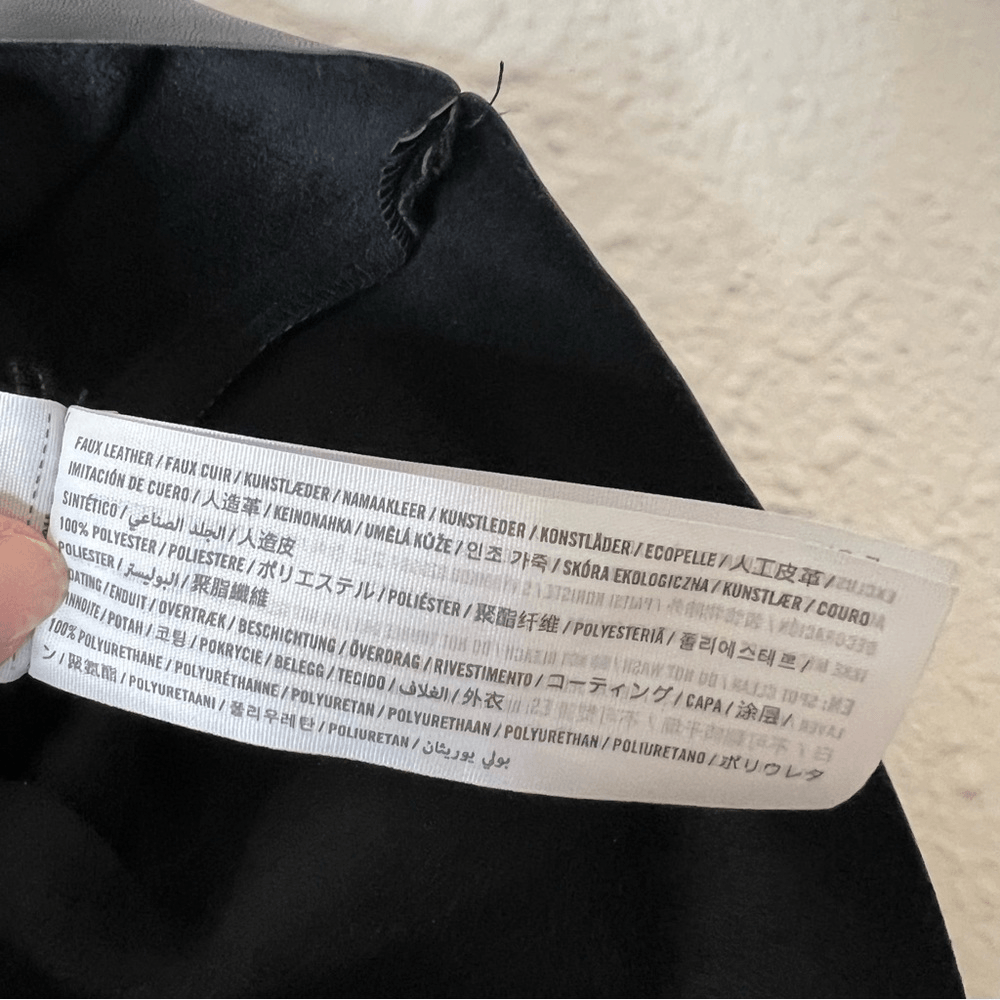 FAUX LEATHER / FAUX CUIR / KUNSTLÆDER / NAMAAKLEER / KUNSTLEDER / KONSTLÄDER / ECOPELLE / 人工皮革 /
IMITACIÓN DE CUERO / 人造革 / KEINONAHKA / UMĚLÁ KŮŽE / 인조 가죽 / SKÓRA EKOLOGICZNA / KUNSTLÆR / COURO
SINTÉTICO / الجلد الصناعي / 人造皮
100% POLYESTER / POLIESTERE / ポリエステル / POLIÉSTER / 聚酯纤维 / POLYESTERIÄ / 폴리에스테르 /
POLIESTER / البوليستر / 聚脂纖維
COATING / ENDUIT / OVERTRÆK / BESCHICHTUNG / ÖVERDRAG / RIVESTIMENTO / コーティング / CAPA / 涂层 /
PINNOITE / POTAH / 코팅 / POKRYCIE / BELEGG / TECIDO / الغلاف / 外衣
100% POLYURETHANE / POLYURÉTHANNE / POLYURETAN / POLYURETHAAN / POLYURETHAN / POLIURETANO / ポリウレタ
ン / 聚氨酯 / POLYURETAANI / 폴리우레탄 / POLIURETAN / بولي يوريثان